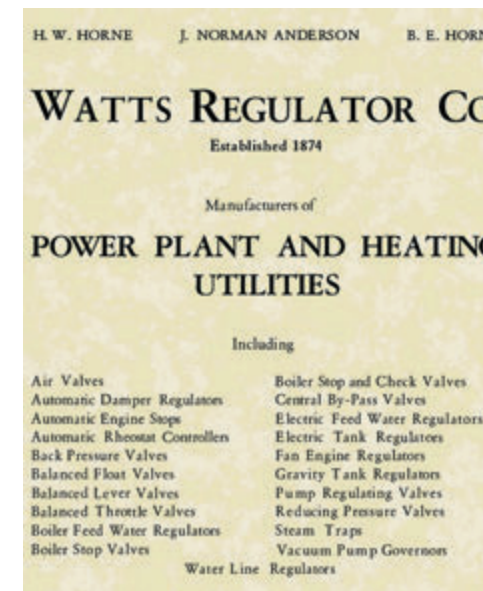 H. W. HORNE J. NORMAN ANDERSON B. E. HORN
WATTS REGULATOR CO
Established 1874
Manufacturers of
POWER PLANT AND HEATING
UTILITIES
Including
Air Valves
Automatic Damper Regulators
Automatic Engine Stops
Automatic Rheostat Controllers
Back Pressure Valves
Balanced Float Valves
Balanced Lever Valves
Balanced Throttle Valves
Boiler Feed Water Regulators
Boiler Stop Valves
Boiler Stop and Check Valves
Central By-Pass Valves
Electric Feed Water Regulators
Electric Tank Regulators
Fan Engine Regulators
Gravity Tank Regulators
Pump Regulating Valves
Reducing Pressure Valves
Steam Traps
Vacuum Pump Governors
Water Line Regulators